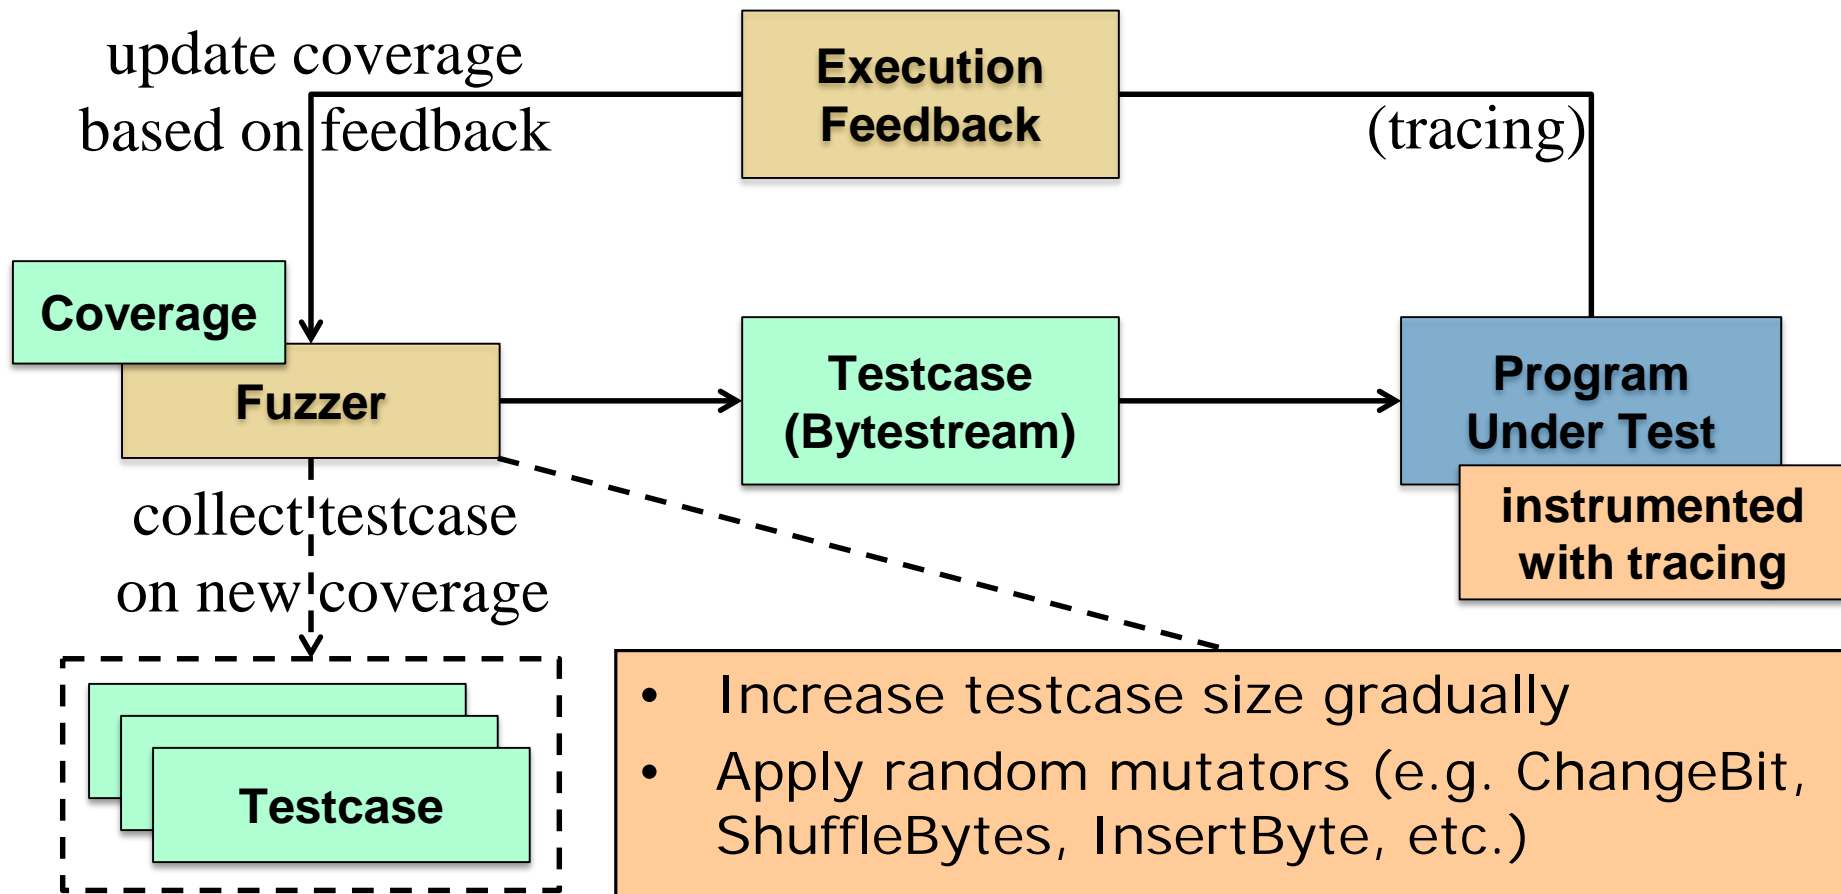 update coverage
based on feedback
Execution
Feedback
(tracing)
Coverage
Fuzzer
Testcase
(Bytestream)
Program
Under Test
instrumented
with tracing
collect testcase
on new coverage
Testcase
• Increase testcase size gradually
• Apply random mutators (e.g. ChangeBit,
ShuffleBytes, InsertByte, etc.)